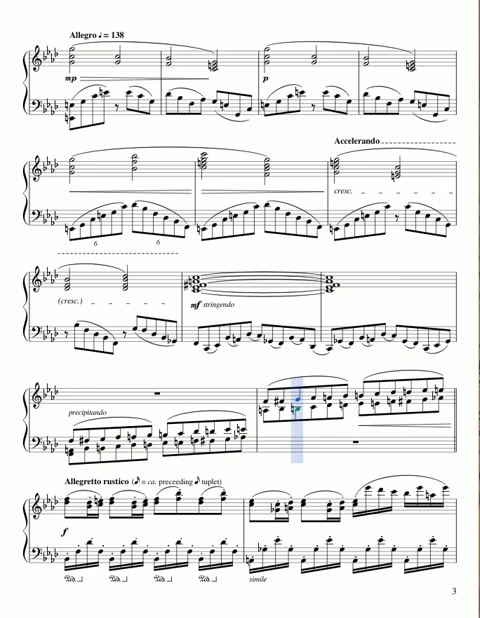 Allegro ♩ = 138
mp
p
Accelerando
cresc.
6
6
(cresc.)
mf stringendo
precipitando
Allegretto rustico (♪ = ca. preceeding ♪ tuplet)
f
simile
3